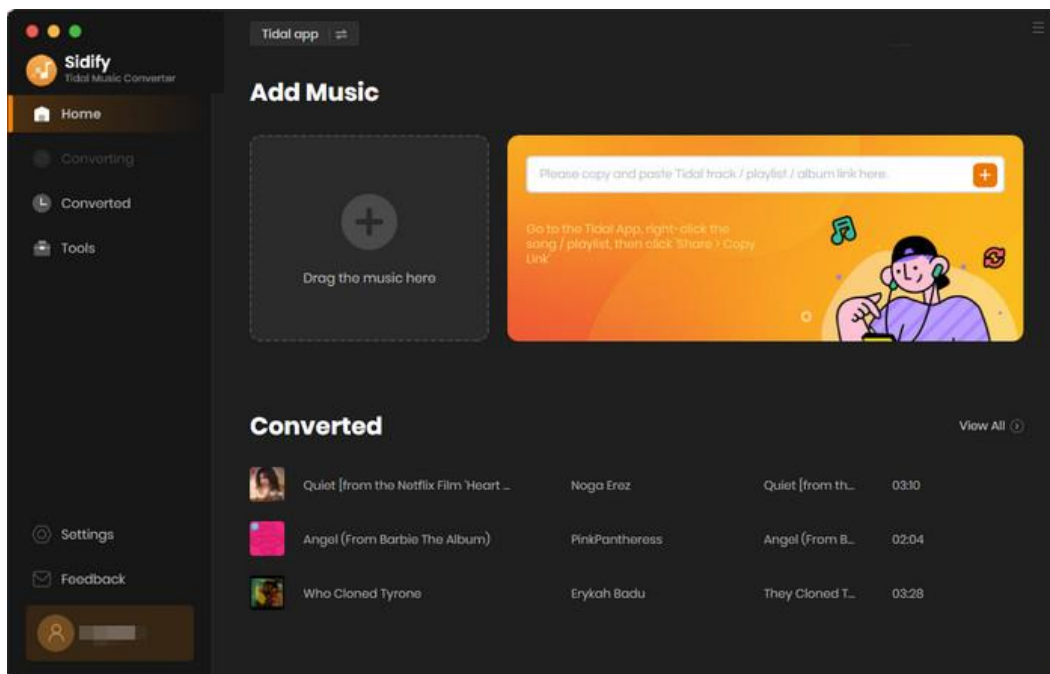 Tidal app
Sidify
Tidal Music Converter
Home
Converting
Converted
Tools
Settings
Feedback
Add Music
Drag the music here
Please copy and paste Tidal track / playlist / album link here.
Go to the Tidal App, right-click the
song / playlist, then click 'Share > Copy
Link'
Converted
View All
Quiet [from the Netflix Film 'Heart ... Noga Erez Quiet [from th... 03:10
Angel (From Barbie The Album) PinkPantheress Angel (From B... 02:04
Who Cloned Tyrone Erykah Badu They Cloned T... 03:28